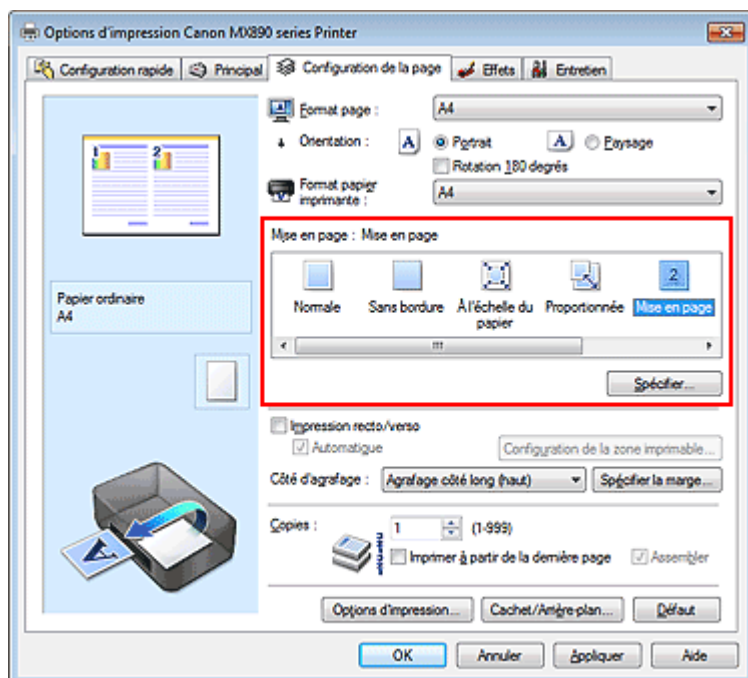 Options d'impression Canon MX890 series Printer
Configuration rapide Principal Configuration de la page Effets Entretien
Format page : A4
Orientation : A Portrait A Paysage
Rotation 180 degrés
Format papier imprimante : A4
1 2
Mise en page : Mise en page
2
Normale Sans bordure À l'échelle du papier Proportionnée Mise en page
Papier ordinaire
A4
Spécifier...
Impression recto/verso
Automatique Configuration de la zone imprimable...
Côté d'agrafage : Agrafage côté long (haut) Spécifier la marge...
Copies : 1 (1-999)
Imprimer à partir de la dernière page Assembler
A
Options d'impression... Cachet/Arrière-plan... Défaut
OK Annuler Appliquer Aide